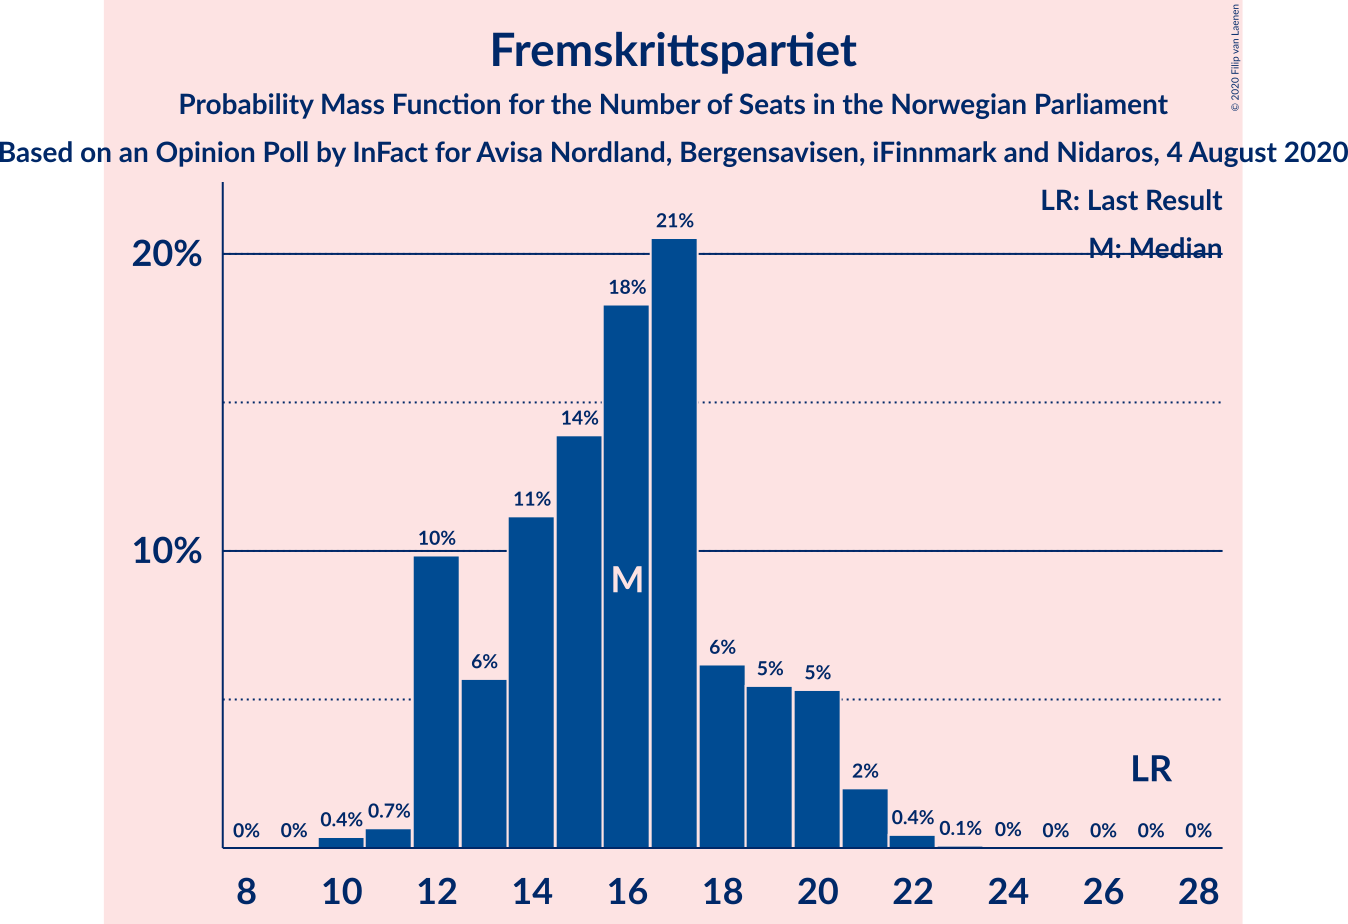 Fremskrittspartiet
Probability Mass Function for the Number of Seats in the Norwegian Parliament
Based on an Opinion Poll by InFact for Avisa Nordland, Bergensavisen, iFinnmark and Nidaros, 4 August 2020
© 2020 Filip van Laenen
LR: Last Result
M: Median
20%
10%
0% 0% 0.4% 0.7% 10% 6% 11% 14% 18% 21% 6% 5% 5% 2% 0.4% 0.1% 0% 0% 0% 0% 0%
M
LR
8 10 12 14 16 18 20 22 24 26 28